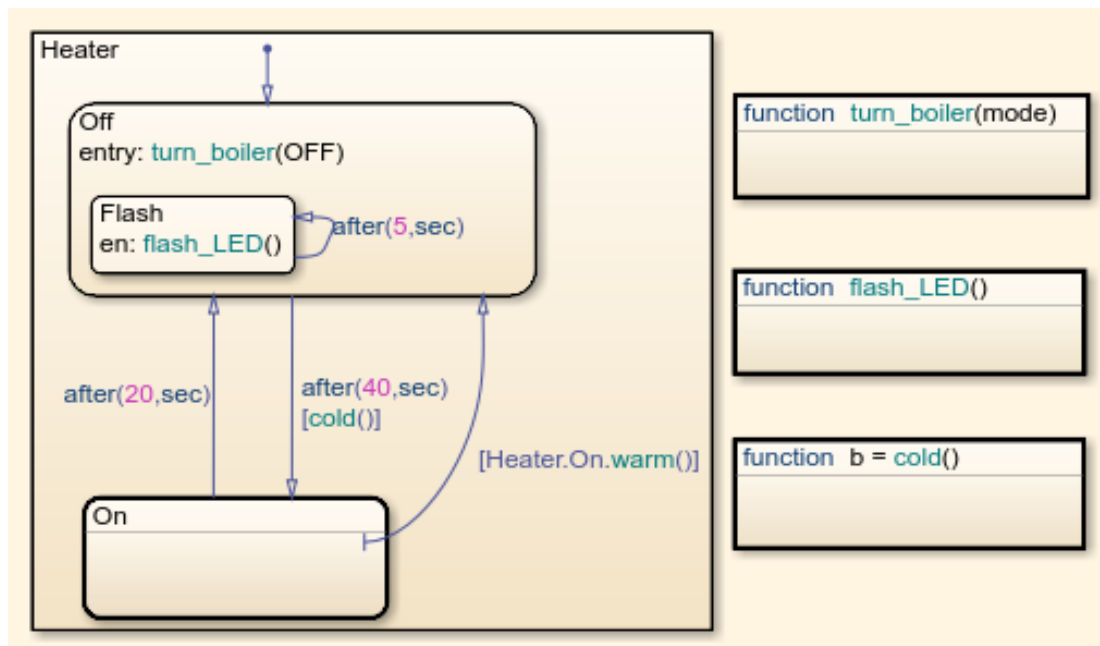 Heater
Off
entry: turn_boiler(OFF)
Flash
en: flash_LED()
after(5,sec)
after(20,sec)
after(40,sec)
[cold()]
[Heater.On.warm()]
On
function turn_boiler(mode)
function flash_LED()
function b = cold()